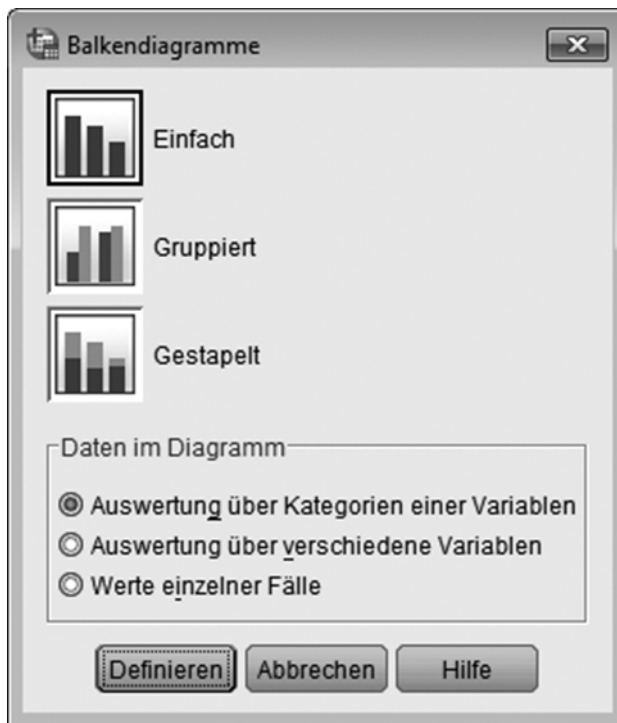 Balkendiagramme
Einfach
Gruppiert
Gestapelt
Daten im Diagramm
Auswertung über Kategorien einer Variablen
Auswertung über verschiedene Variablen
Werte einzelner Fälle
Definieren Abbrechen Hilfe